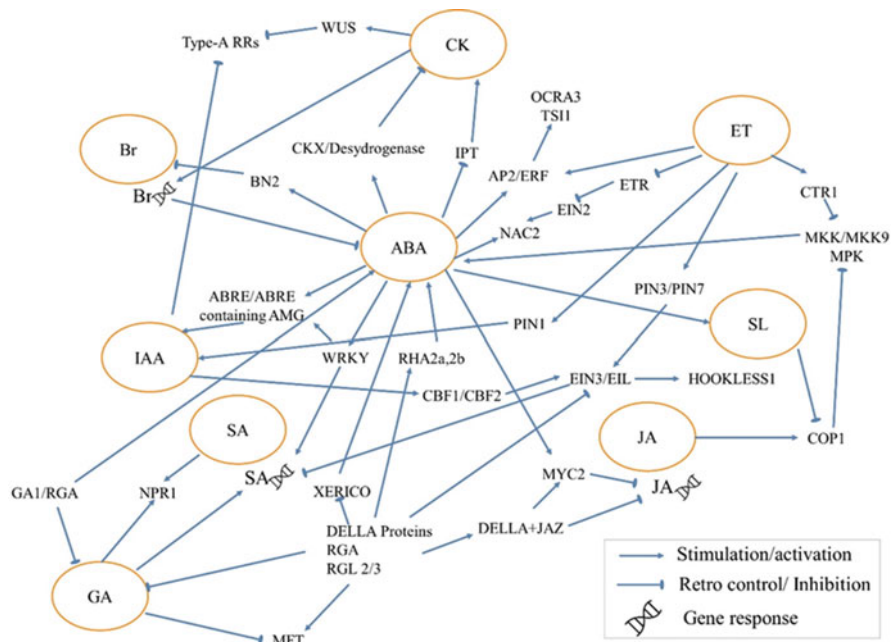 Type-A RRs
WUS
CK
OCRA3
TSI1
ET
Br
CKX/Desydrogenase
IPT
AP2/ERF
ETR
CTR1
BN2
Br
EIN2
NAC2
ABA
MKK/MKK9
MPK
PIN3/PIN7
ABRE/ABRE
containing AMG
SL
PIN1
IAA
WRKY
RHA2a,2b
EIN3/EIL
HOOKLESS1
CBF1/CBF2
SA
JA
COP1
SA
MYC2
JA
GA1/RGA
NPR1
XERICO
DELLA Proteins
RGA
RGL 2/3
DELLA+JAZ
GA
MFT
Stimulation/activation
Retro control/ Inhibition
Gene response